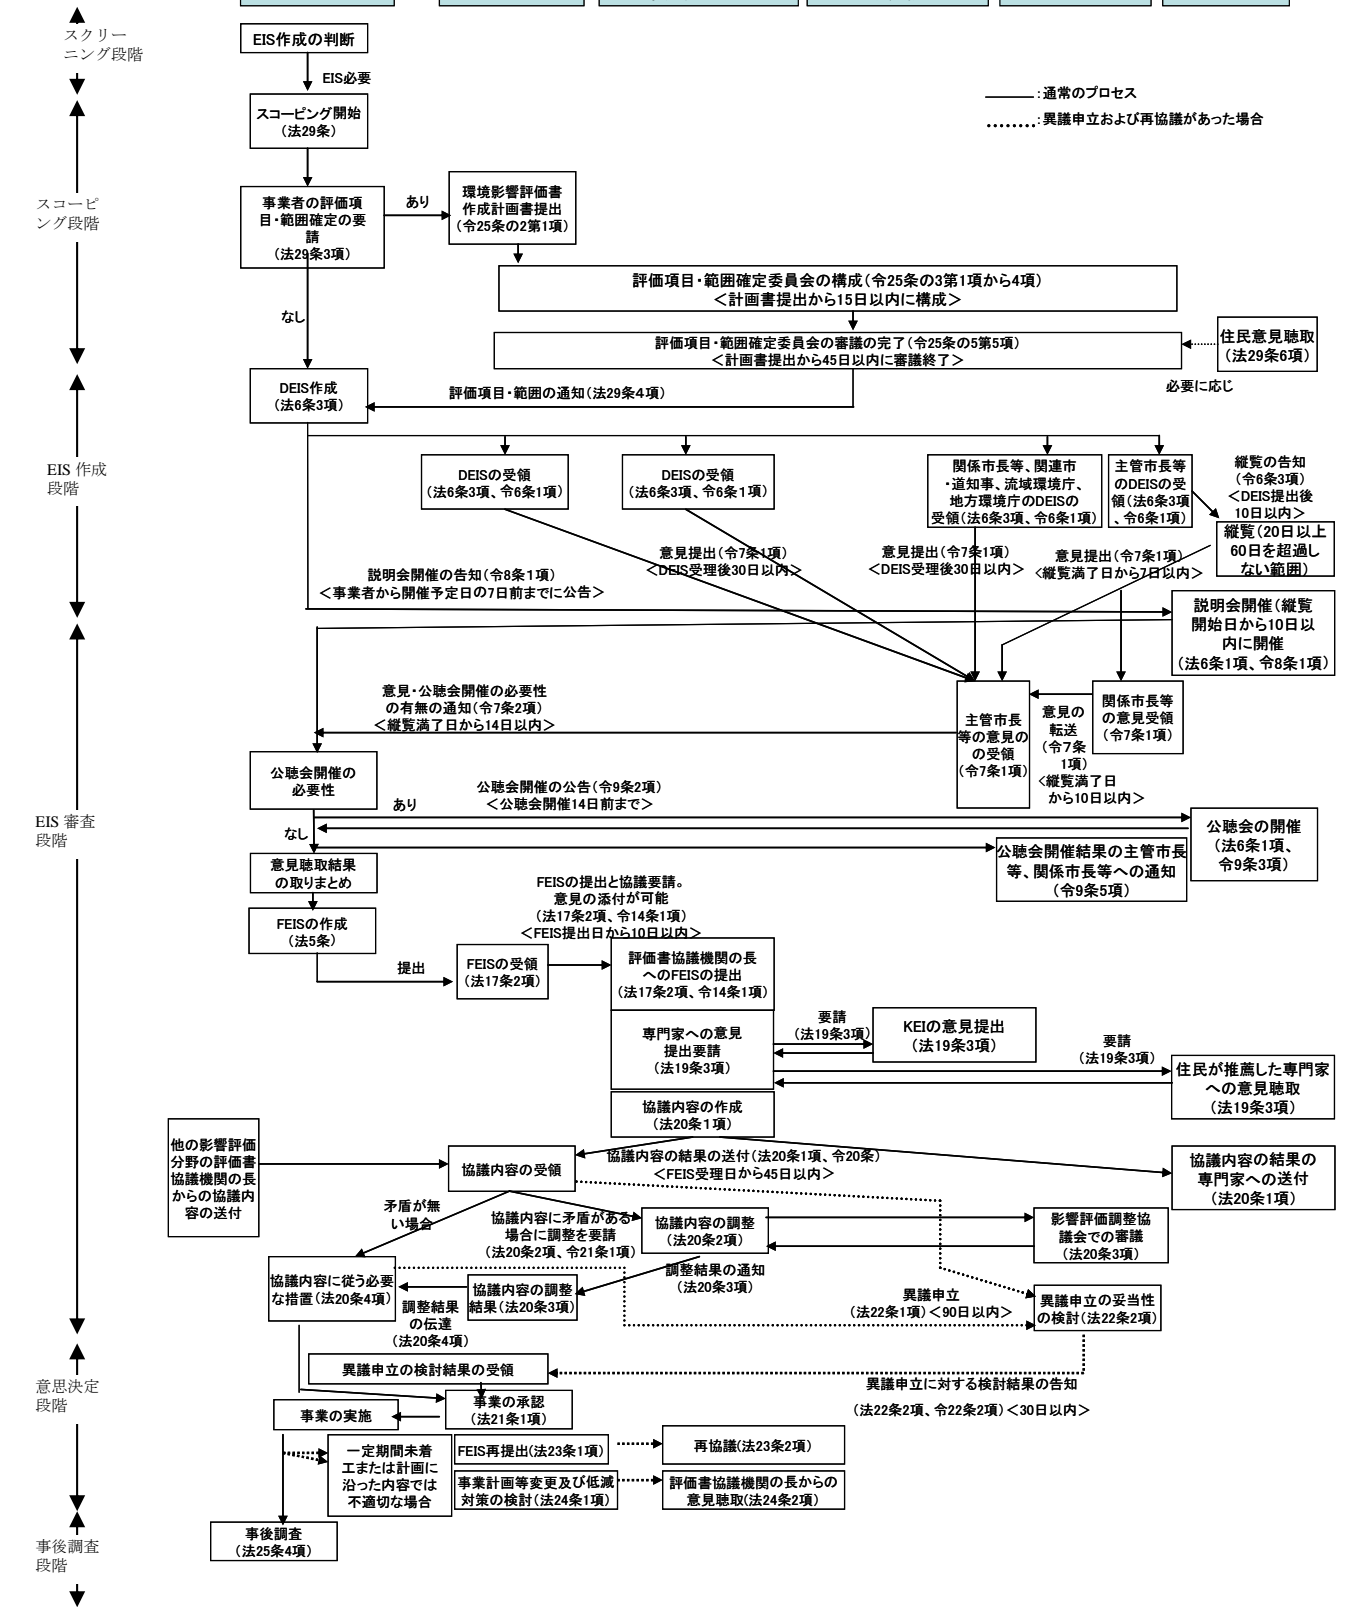 スクリー
ニング段階
EIS作成の判断
EIS必要
スコーピング開始
(法29条)
———:通常のプロセス
‥‥‥:異議申立および再協議があった場合
スコーピ
ング段階
事業者の評価項
目・範囲確定の要
請
(法29条3項)
あり
環境影響評価書
作成計画書提出
(令25条の2第1項)
評価項目・範囲確定委員会の構成(令25条の3第1項から4項)
<計画書提出から15日以内に構成>
なし
評価項目・範囲確定委員会の審議の完了(令25条の5第5項)
<計画書提出から45日以内に審議終了>
住民意見聴取
(法29条6項)
必要に応じ
DEIS作成
(法6条3項)
評価項目・範囲の通知(法29条4項)
EIS 作成
段階
DEISの受領
(法6条3項、令6条1項)
DEISの受領
(法6条3項、令6条1項)
関係市長等、関連市
・道知事、流域環境庁、
地方環境庁のDEISの
受領(法6条3項、令6条1項)
主管市長等
のDEISの受
領(法6条3項
、令6条1項)
縦覧の告知
(令6条3項)
<DEIS提出後
10日以内>
縦覧(20日以上
60日を超過し
ない範囲)
意見提出(令7条1項)
<DEIS受理後30日以内>
意見提出(令7条1項)
<DEIS受理後30日以内>
意見提出(令7条1項)
<縦覧満了日から7日以内>
説明会開催の告知(令8条1項)
<事業者から開催予定日の7日前までに公告>
説明会開催(縦覧
開始日から10日以
内に開催
(法6条1項、令8条1項)
EIS 審査
段階
意見・公聴会開催の必要性
の有無の通知(令7条2項)
<縦覧満了日から14日以内>
主管市長
等の意見の
の受領
(令7条1項)
意見の
転送
(令7条
1項)
<縦覧満了日
から10日以内>
関係市長等
の意見受領
(令7条1項)
公聴会開催の
必要性
あり
公聴会開催の公告(令9条2項)
<公聴会開催14日前まで>
なし
公聴会の開催
(法6条1項、
令9条3項)
意見聴取結果
の取りまとめ
公聴会開催結果の主管市長
等、関係市長等への通知
(令9条5項)
FEISの作成
(法5条)
提出
FEISの受領
(法17条2項)
FEISの提出と協議要請。
意見の添付が可能
(法17条2項、令14条1項)
<FEIS提出日から10日以内>
評価書協議機関の長
へのFEISの提出
(法17条2項、令14条1項)
専門家への意見
提出要請
(法19条3項)
要請
(法19条3項)
KEIの意見提出
(法19条3項)
要請
(法19条3項)
住民が推薦した専門家
への意見聴取
(法19条3項)
協議内容の作成
(法20条1項)
他の影響評価
分野の評価書
協議機関の長
からの協議内
容の送付
協議内容の受領
協議内容の結果の送付(法20条1項、令20条)
<FEIS受理日から45日以内>
協議内容の結果の
専門家への送付
(法20条1項)
矛盾が無
い場合
協議内容に矛盾がある
場合に調整を要請
(法20条2項、令21条1項)
協議内容の調整
(法20条2項)
影響評価調整協
議会での審議
(法20条3項)
協議内容に従う必要
な措置(法20条4項)
協議内容の調整
結果(法20条3項)
調整結果の通知
(法20条3項)
調整結果
の伝達
(法20条4項)
異議申立
(法22条1項)<90日以内>
異議申立の妥当性
の検討(法22条2項)
意思決定
段階
異議申立の検討結果の受領
異議申立に対する検討結果の告知
(法22条2項、令22条2項)<30日以内>
事業の承認
(法21条1項)
事業の実施
一定期間未着
工または計画に
沿った内容では
不適切な場合
FEIS再提出(法23条1項)
再協議(法23条2項)
事業計画等変更及び低減
対策の検討(法24条1項)
評価書協議機関の長からの
意見聴取(法24条2項)
事後調査
段階
事後調査
(法25条4項)